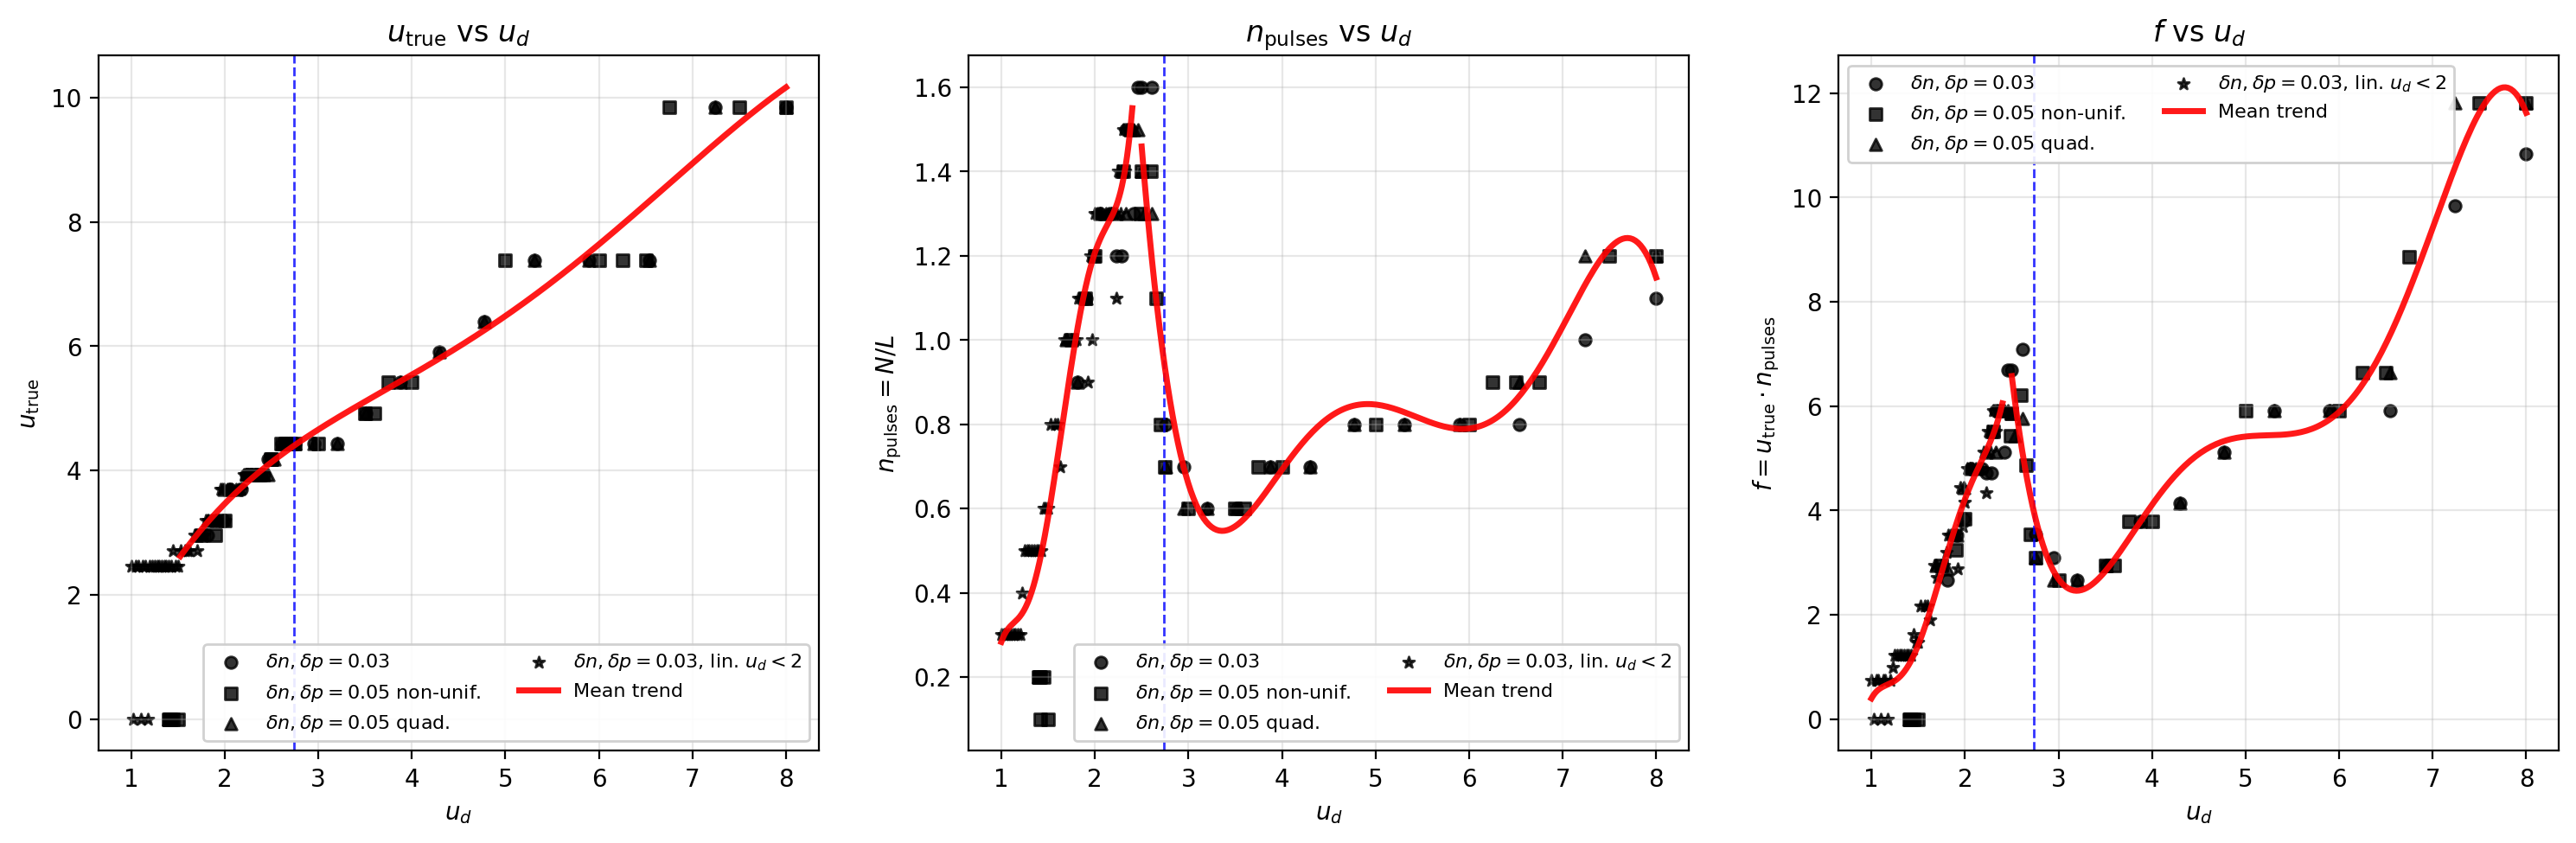 u_true vs u_d
10
8
6
4
2
0
u_true
δn, δp = 0.03
δn, δp = 0.05 non-unif.
δn, δp = 0.05 quad.
δn, δp = 0.03, lin. u_d < 2
Mean trend
1 2 3 4 5 6 7 8
u_d
n_pulses vs u_d
1.6
1.4
1.2
1.0
0.8
0.6
0.4
0.2
n_pulses = N/L
δn, δp = 0.03
δn, δp = 0.05 non-unif.
δn, δp = 0.05 quad.
δn, δp = 0.03, lin. u_d < 2
Mean trend
1 2 3 4 5 6 7 8
u_d
f vs u_d
12
10
8
6
4
2
0
f = u_true · n_pulses
δn, δp = 0.03
δn, δp = 0.05 non-unif.
δn, δp = 0.05 quad.
δn, δp = 0.03, lin. u_d < 2
Mean trend
1 2 3 4 5 6 7 8
u_d